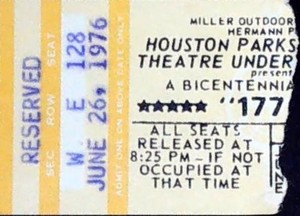 RESERVED
SEC ROW SEAT
W E 128
JUNE 26, 1976
ADMIT ONE ON ABOVE DATE ONLY
MILLER OUTDOOR
HERMANN P
HOUSTON PARKS
THEATRE UNDER
present
A BICENTENNI
★★★★★ "177
ALL SEATS
RELEASED AT
8:25 PM – IF NOT
OCCUPIED AT
THAT TIME